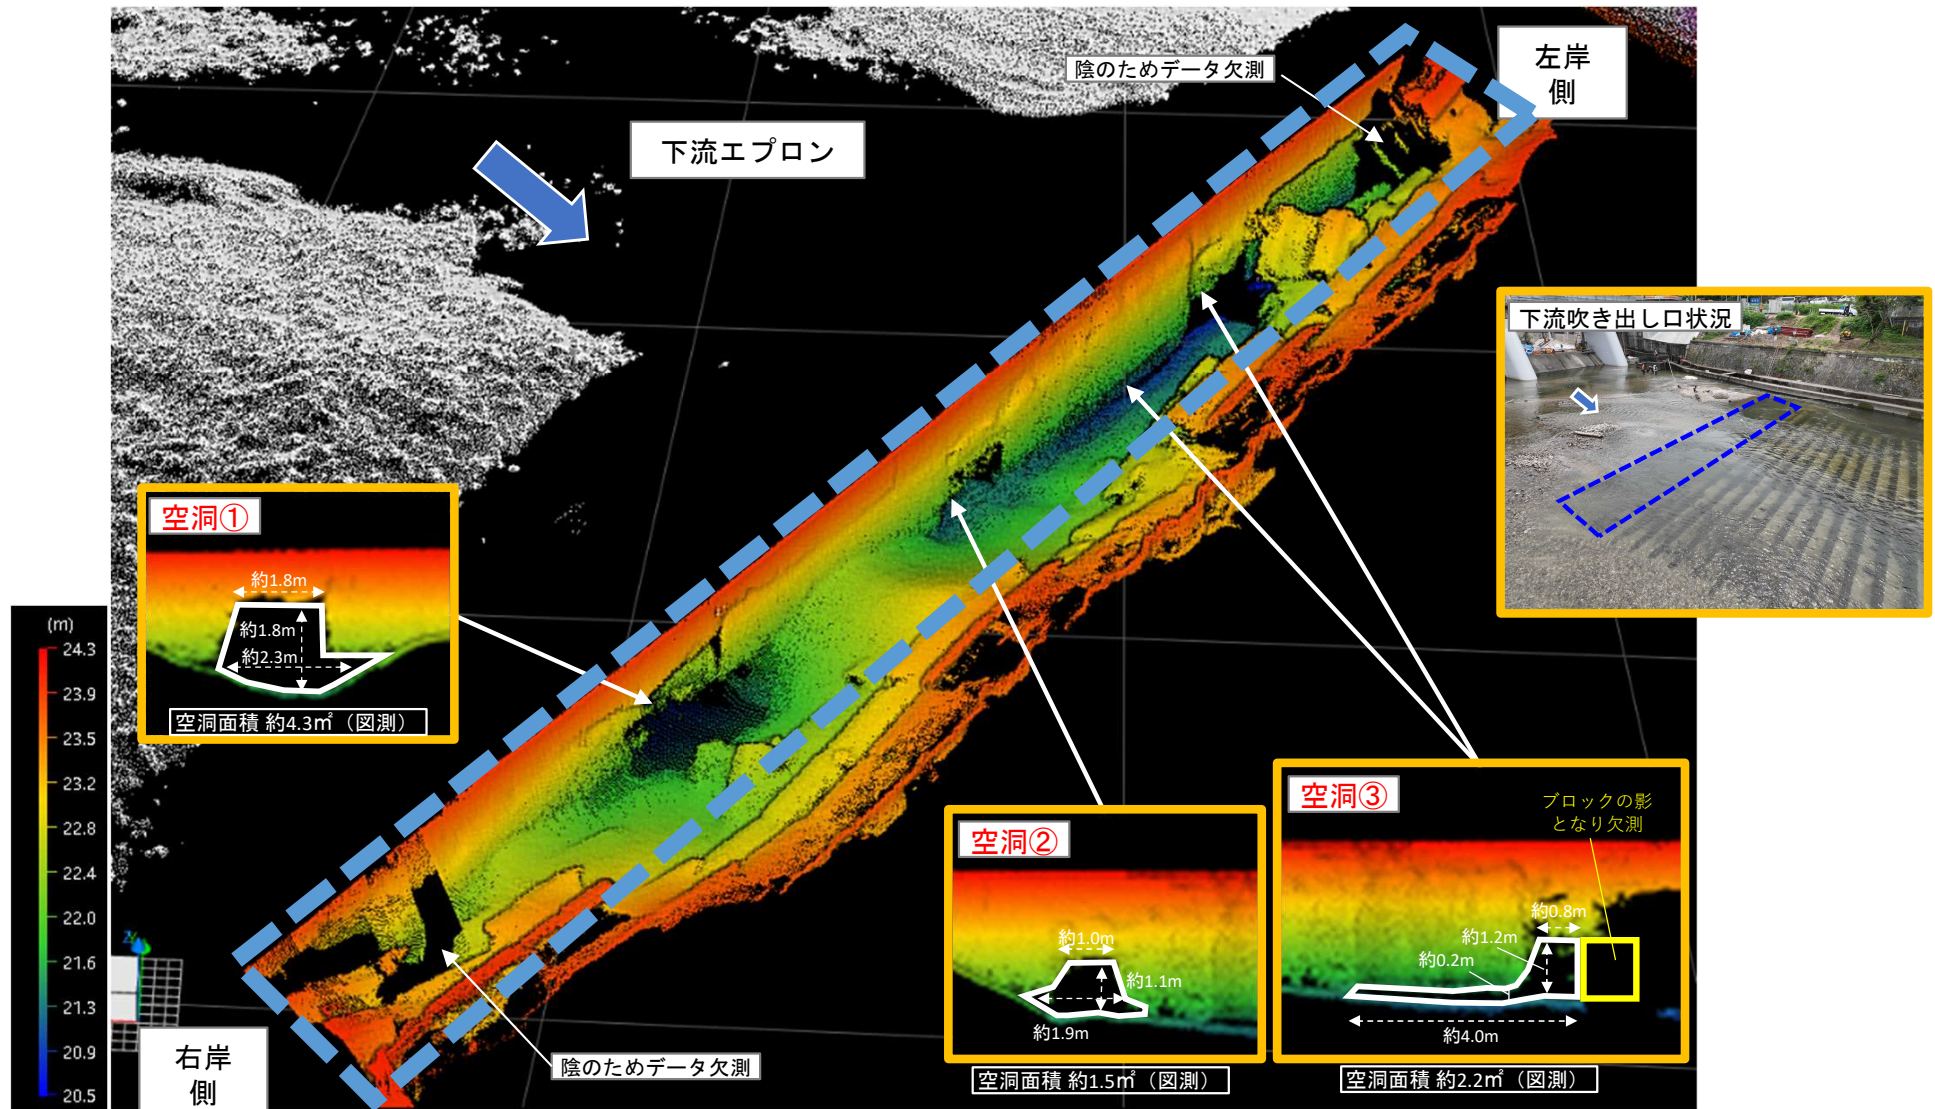 陰のためデータ欠測
左岸
側
下流エプロン
下流吹き出し口状況
空洞①
約1.8m
約1.8m
約2.3m
空洞面積 約4.3㎡（図測）
(m)
24.3
23.9
23.5
23.2
22.8
22.4
22.0
21.6
21.3
20.9
20.5
右岸
側
陰のためデータ欠測
空洞②
約1.0m
約1.1m
約1.9m
空洞面積 約1.5㎡（図測）
空洞③
ブロックの影
となり欠測
約0.8m
約1.2m
約0.2m
約4.0m
空洞面積 約2.2㎡（図測）